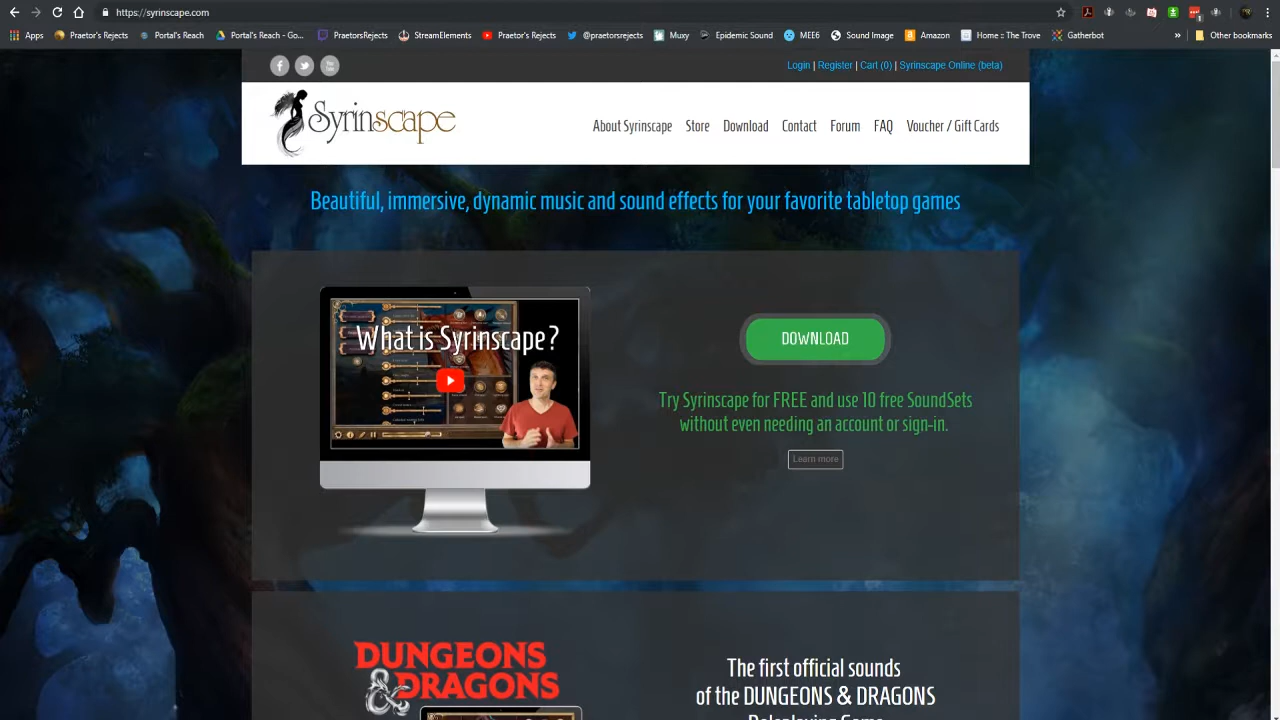 https://syrinscape.com
Apps Praetor's Rejects Portal's Reach Portal's Reach - Go... PraetorsRejects StreamElements Praetor's Rejects @praetorsrejects Muxy Epidemic Sound MEE6 Sound Image Amazon Home :: The Trove Gatherbot » Other bookmarks
Login | Register | Cart (0) | Syrinscape Online (beta)
Syrinscape
About Syrinscape Store Download Contact Forum FAQ Voucher / Gift Cards
Beautiful, immersive, dynamic music and sound effects for your favorite tabletop games
What is Syrinscape?
DOWNLOAD
Try Syrinscape for FREE and use 10 free SoundSets
without even needing an account or sign-in.
Learn more
DUNGEONS
& DRAGONS
The first official sounds
of the DUNGEONS & DRAGONS
Roleplaying Game